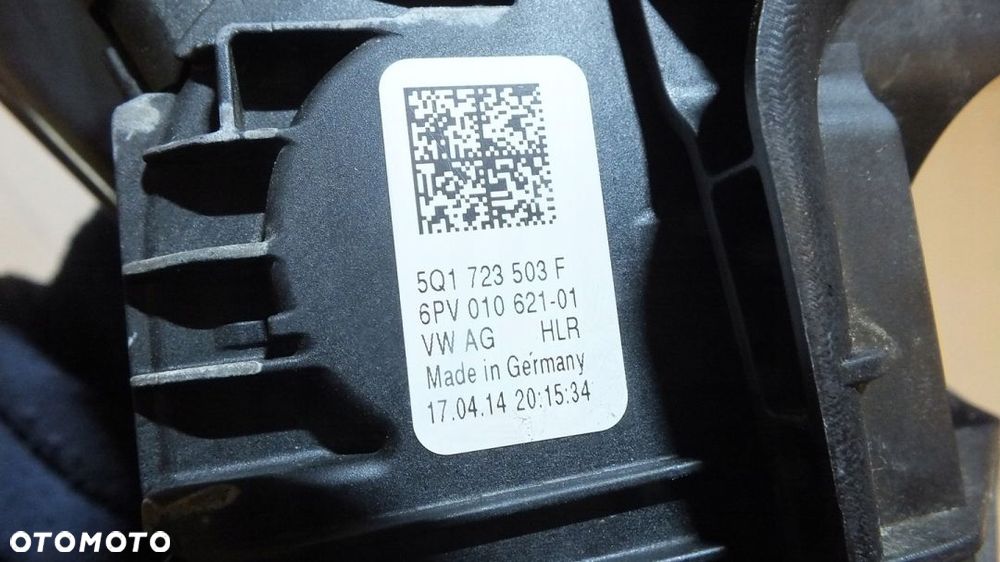 5Q1 723 503 F
6PV 010 621-01
VW AG HLR
Made in Germany
17.04.14 20:15:34
OTOMOTO